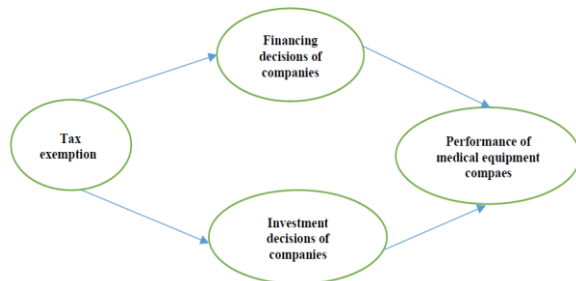 Financing
decisions of
companies
Tax
exemption
Performance of
medical equipment
compaes
Investment
decisions of
companies